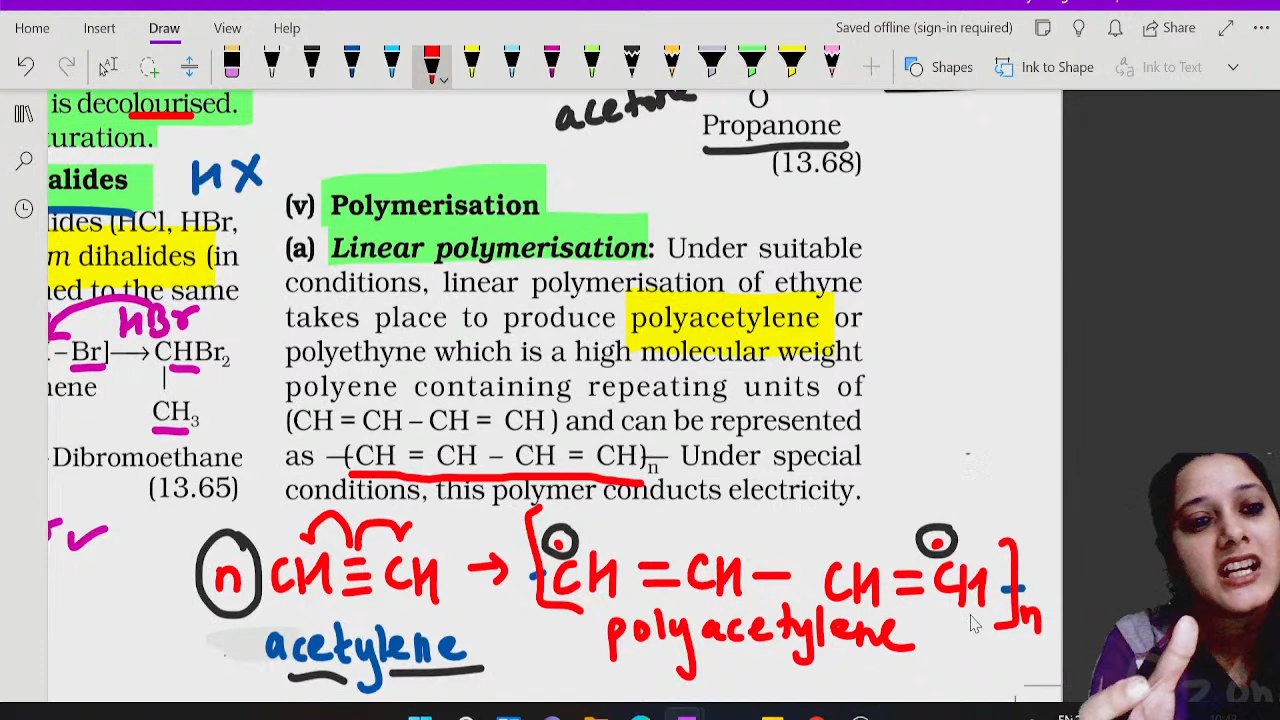 Home Insert Draw View Help
Saved offline (sign-in required)
Share
Shapes
Ink to Shape
Ink to Text
is decolourised.
turation.
alides
HX
ides (HCl, HBr,
m dihalides (in
ed to the same
HBr
–Br]⟶CHBr₂
|
ene
CH₃
Dibromoethane
(13.65)
acetone
O
Propanone
(13.68)
(v) Polymerisation
(a) Linear polymerisation: Under suitable
conditions, linear polymerisation of ethyne
takes place to produce polyacetylene or
polyethyne which is a high molecular weight
polyene containing repeating units of
(CH = CH – CH = CH ) and can be represented
as —(CH = CH – CH = CH)ₙ— Under special
conditions, this polymer conducts electricity.
n CH≡CH → [ĊH = CH – CH = ĊH]ₙ
acetylene
polyacetylene